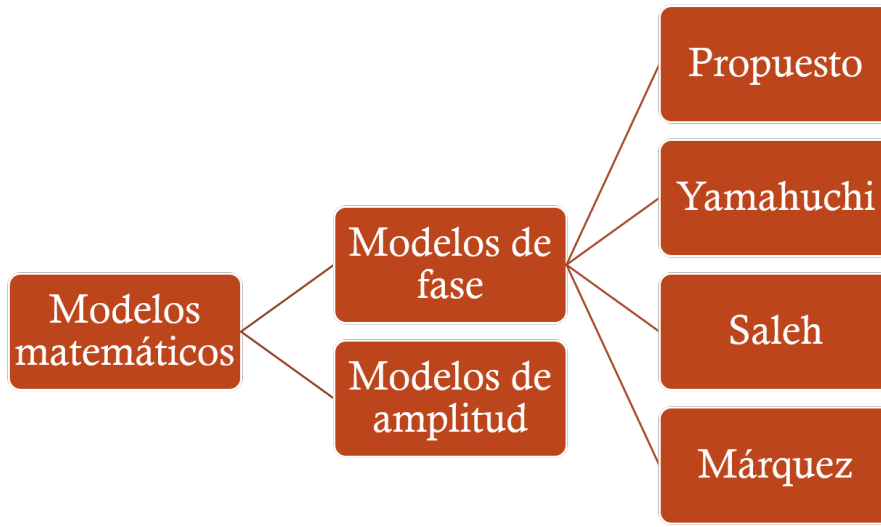 Modelos
matemáticos
Modelos de
fase
Modelos de
amplitud
Propuesto
Yamahuchi
Saleh
Márquez